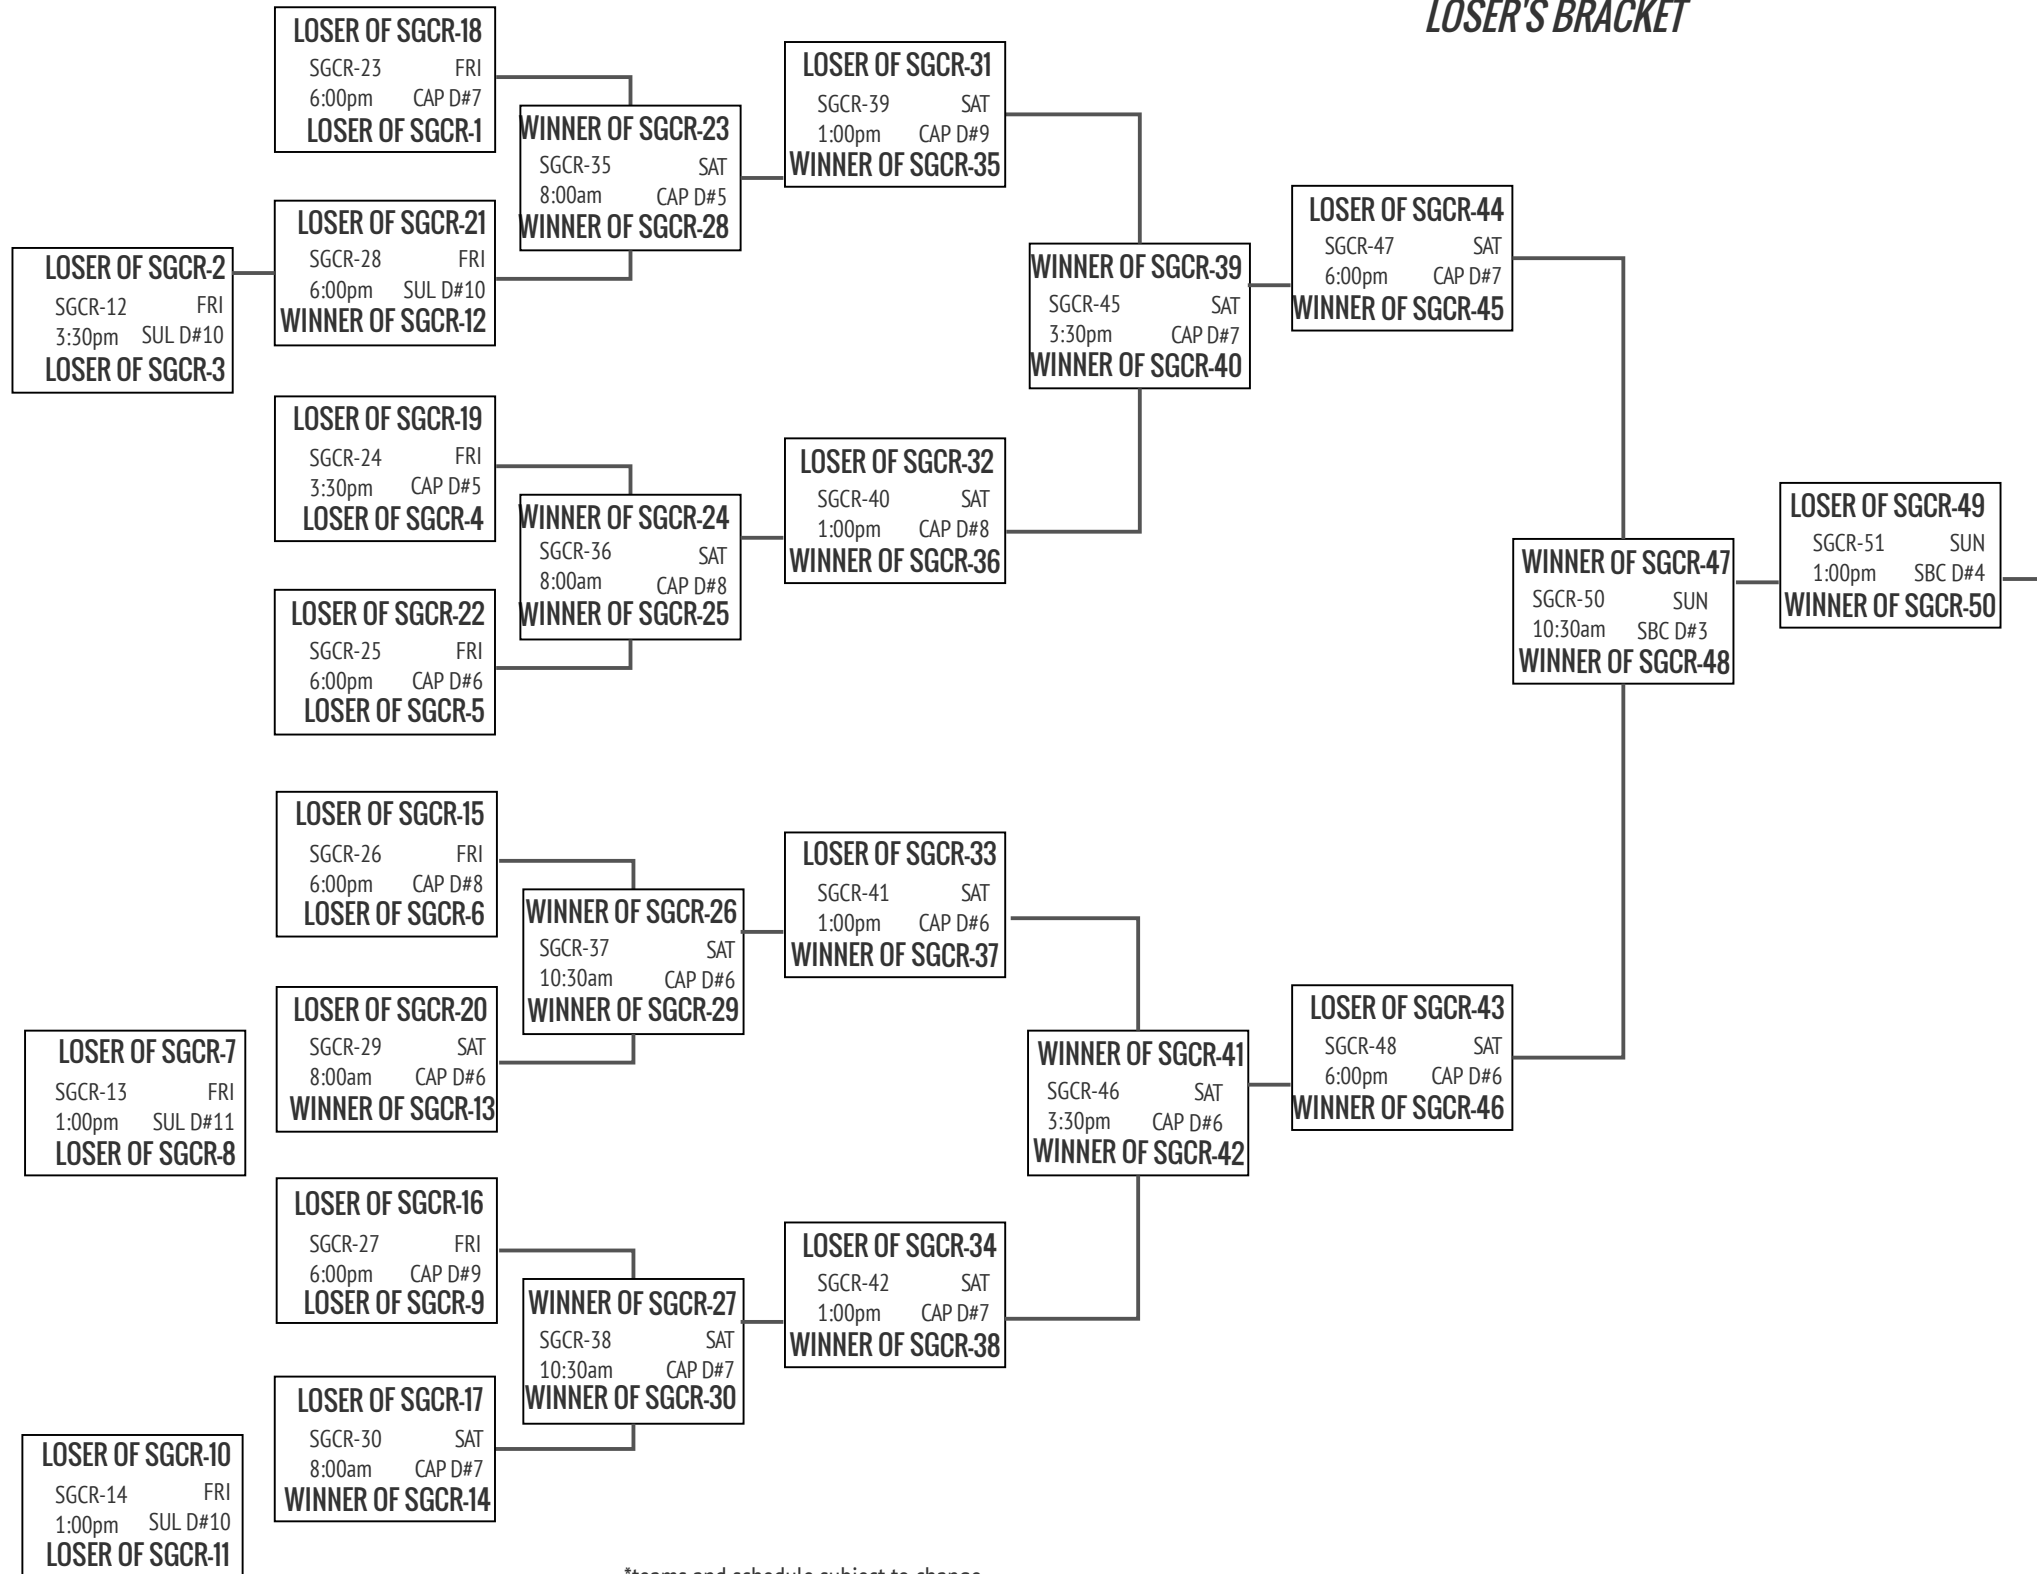 LOSER'S BRACKET
LOSER OF SGCR-18
SGCR-23 FRI
6:00pm CAP D#7
LOSER OF SGCR-1
LOSER OF SGCR-21
SGCR-28 FRI
6:00pm SUL D#10
WINNER OF SGCR-12
LOSER OF SGCR-2
SGCR-12 FRI
3:30pm SUL D#10
LOSER OF SGCR-3
LOSER OF SGCR-19
SGCR-24 FRI
3:30pm CAP D#5
LOSER OF SGCR-4
LOSER OF SGCR-22
SGCR-25 FRI
6:00pm CAP D#6
LOSER OF SGCR-5
LOSER OF SGCR-15
SGCR-26 FRI
6:00pm CAP D#8
LOSER OF SGCR-6
LOSER OF SGCR-20
SGCR-29 SAT
8:00am CAP D#6
WINNER OF SGCR-13
LOSER OF SGCR-7
SGCR-13 FRI
1:00pm SUL D#11
LOSER OF SGCR-8
LOSER OF SGCR-16
SGCR-27 FRI
6:00pm CAP D#9
LOSER OF SGCR-9
LOSER OF SGCR-17
SGCR-30 SAT
8:00am CAP D#7
WINNER OF SGCR-14
LOSER OF SGCR-10
SGCR-14 FRI
1:00pm SUL D#10
LOSER OF SGCR-11
WINNER OF SGCR-23
SGCR-35 SAT
8:00am CAP D#5
WINNER OF SGCR-28
WINNER OF SGCR-24
SGCR-36 SAT
8:00am CAP D#8
WINNER OF SGCR-25
WINNER OF SGCR-26
SGCR-37 SAT
10:30am CAP D#6
WINNER OF SGCR-29
WINNER OF SGCR-27
SGCR-38 SAT
10:30am CAP D#7
WINNER OF SGCR-30
LOSER OF SGCR-31
SGCR-39 SAT
1:00pm CAP D#9
WINNER OF SGCR-35
LOSER OF SGCR-32
SGCR-40 SAT
1:00pm CAP D#8
WINNER OF SGCR-36
LOSER OF SGCR-33
SGCR-41 SAT
1:00pm CAP D#6
WINNER OF SGCR-37
LOSER OF SGCR-34
SGCR-42 SAT
1:00pm CAP D#7
WINNER OF SGCR-38
WINNER OF SGCR-39
SGCR-45 SAT
3:30pm CAP D#7
WINNER OF SGCR-40
WINNER OF SGCR-41
SGCR-46 SAT
3:30pm CAP D#6
WINNER OF SGCR-42
LOSER OF SGCR-44
SGCR-47 SAT
6:00pm CAP D#7
WINNER OF SGCR-45
LOSER OF SGCR-43
SGCR-48 SAT
6:00pm CAP D#6
WINNER OF SGCR-46
WINNER OF SGCR-47
SGCR-50 SUN
10:30am SBC D#3
WINNER OF SGCR-48
LOSER OF SGCR-49
SGCR-51 SUN
1:00pm SBC D#4
WINNER OF SGCR-50
*teams and schedule subject to change